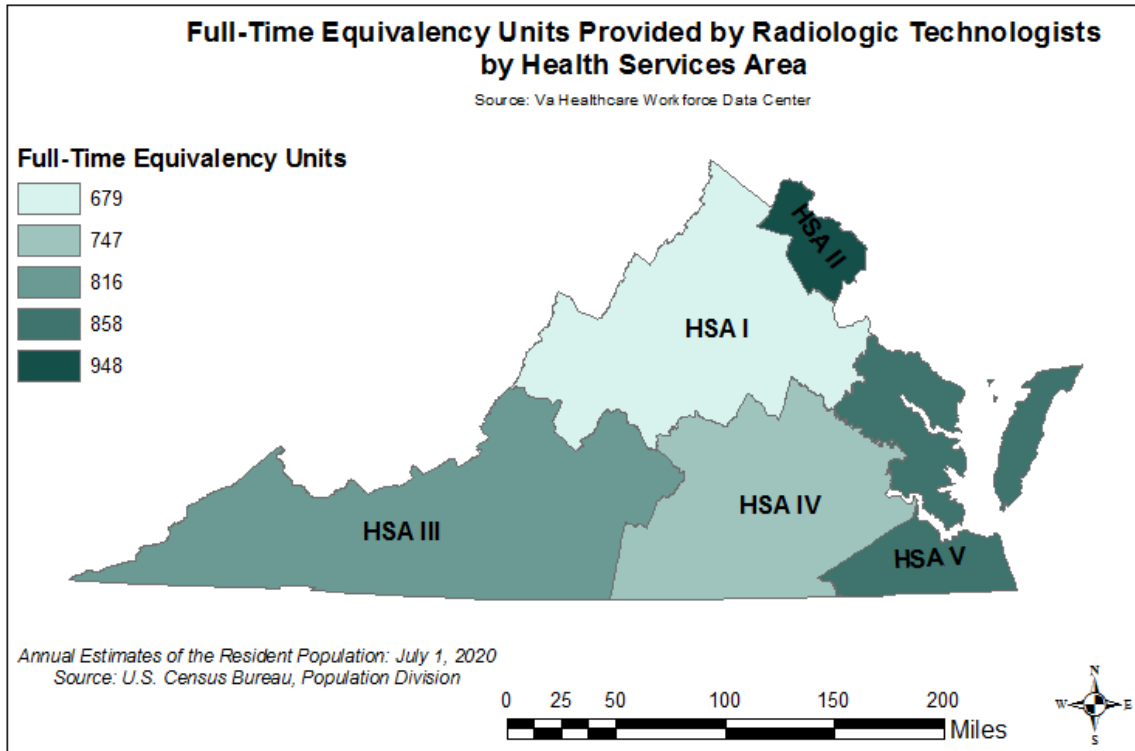 Full-Time Equivalency Units Provided by Radiologic Technologists
by Health Services Area
Source: Va Healthcare Workforce Data Center
Full-Time Equivalency Units
679
747
816
858
948
HSA II
HSA I
HSA III
HSA IV
HSA V
Annual Estimates of the Resident Population: July 1, 2020
Source: U.S. Census Bureau, Population Division
0 25 50 100 150 200
Miles
N
W E
S